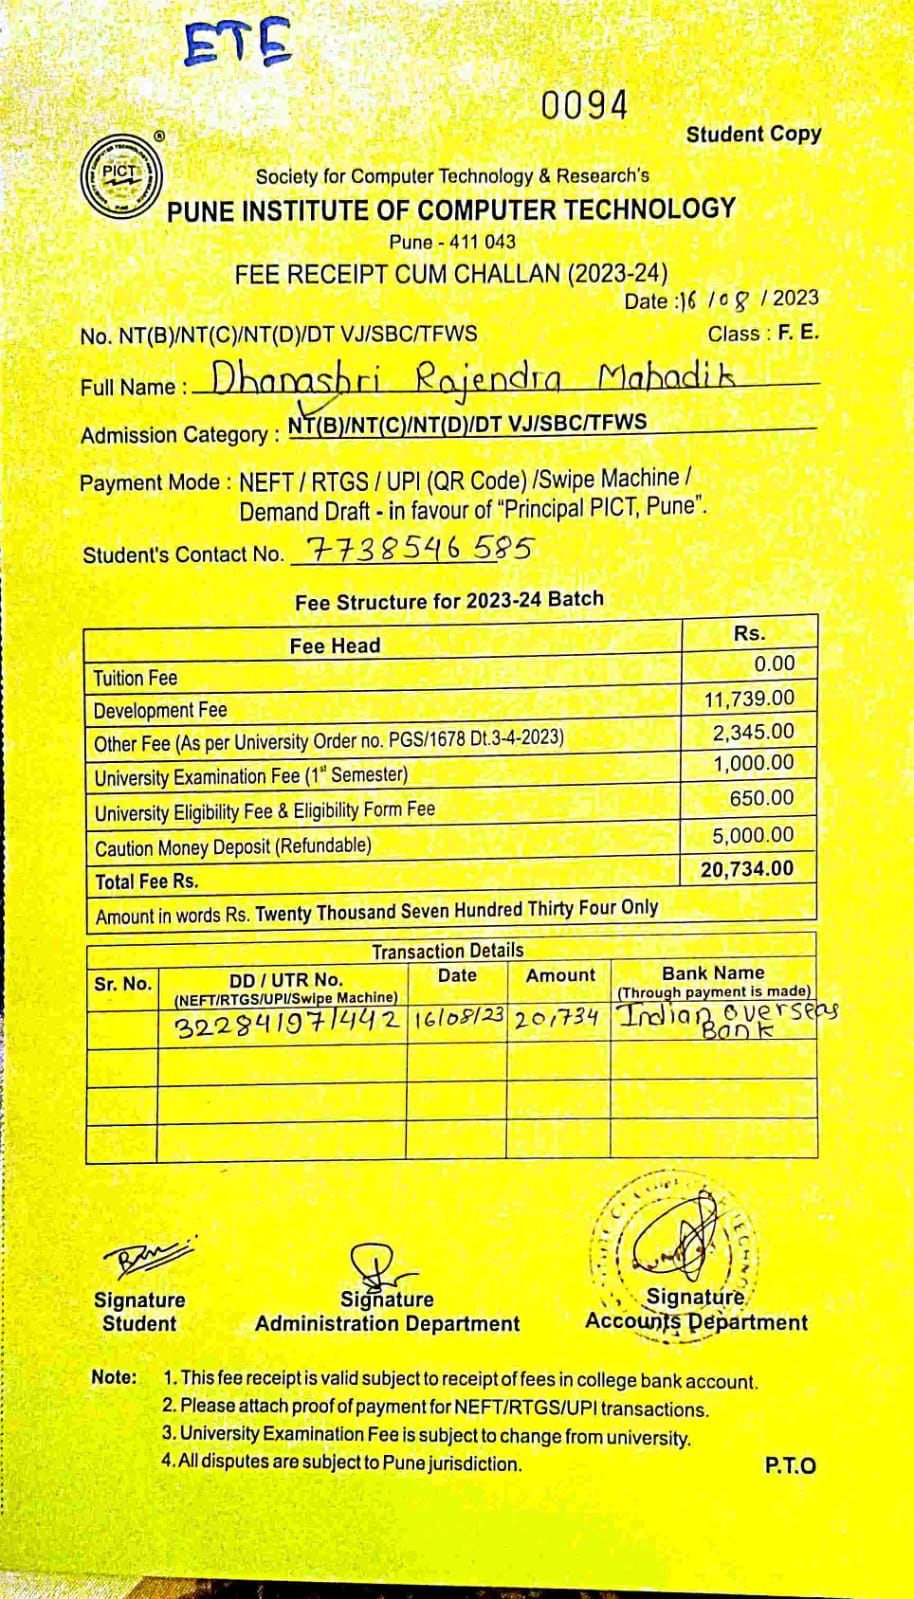 ETE
0094
Student Copy
PICT
®
Society for Computer Technology & Research's
PUNE INSTITUTE OF COMPUTER TECHNOLOGY
Pune - 411 043
FEE RECEIPT CUM CHALLAN (2023-24)
Date : 16 / 08 / 2023
No. NT(B)/NT(C)/NT(D)/DT VJ/SBC/TFWS Class : F. E.
Full Name : Dhanashri Rajendra Mahadik
Admission Category : NT(B)/NT(C)/NT(D)/DT VJ/SBC/TFWS
Payment Mode : NEFT / RTGS / UPI (QR Code) /Swipe Machine /
Demand Draft - in favour of "Principal PICT, Pune".
Student's Contact No. 7738546 585
Fee Structure for 2023-24 Batch
Fee Head Rs.
Tuition Fee 0.00
Development Fee 11,739.00
Other Fee (As per University Order no. PGS/1678 Dt.3-4-2023) 2,345.00
University Examination Fee (1st Semester) 1,000.00
University Eligibility Fee & Eligibility Form Fee 650.00
Caution Money Deposit (Refundable) 5,000.00
Total Fee Rs. 20,734.00
Amount in words Rs. Twenty Thousand Seven Hundred Thirty Four Only
Transaction Details
Sr. No. DD / UTR No. Date Amount Bank Name
(NEFT/RTGS/UPI/Swipe Machine) (Through payment is made)
322841971442 16/08/23 20,734 Indian overseas
Bank
Signature Signature Signature
Student Administration Department Accounts Department
Note: 1. This fee receipt is valid subject to receipt of fees in college bank account.
2. Please attach proof of payment for NEFT/RTGS/UPI transactions.
3. University Examination Fee is subject to change from university.
4. All disputes are subject to Pune jurisdiction.
P.T.O